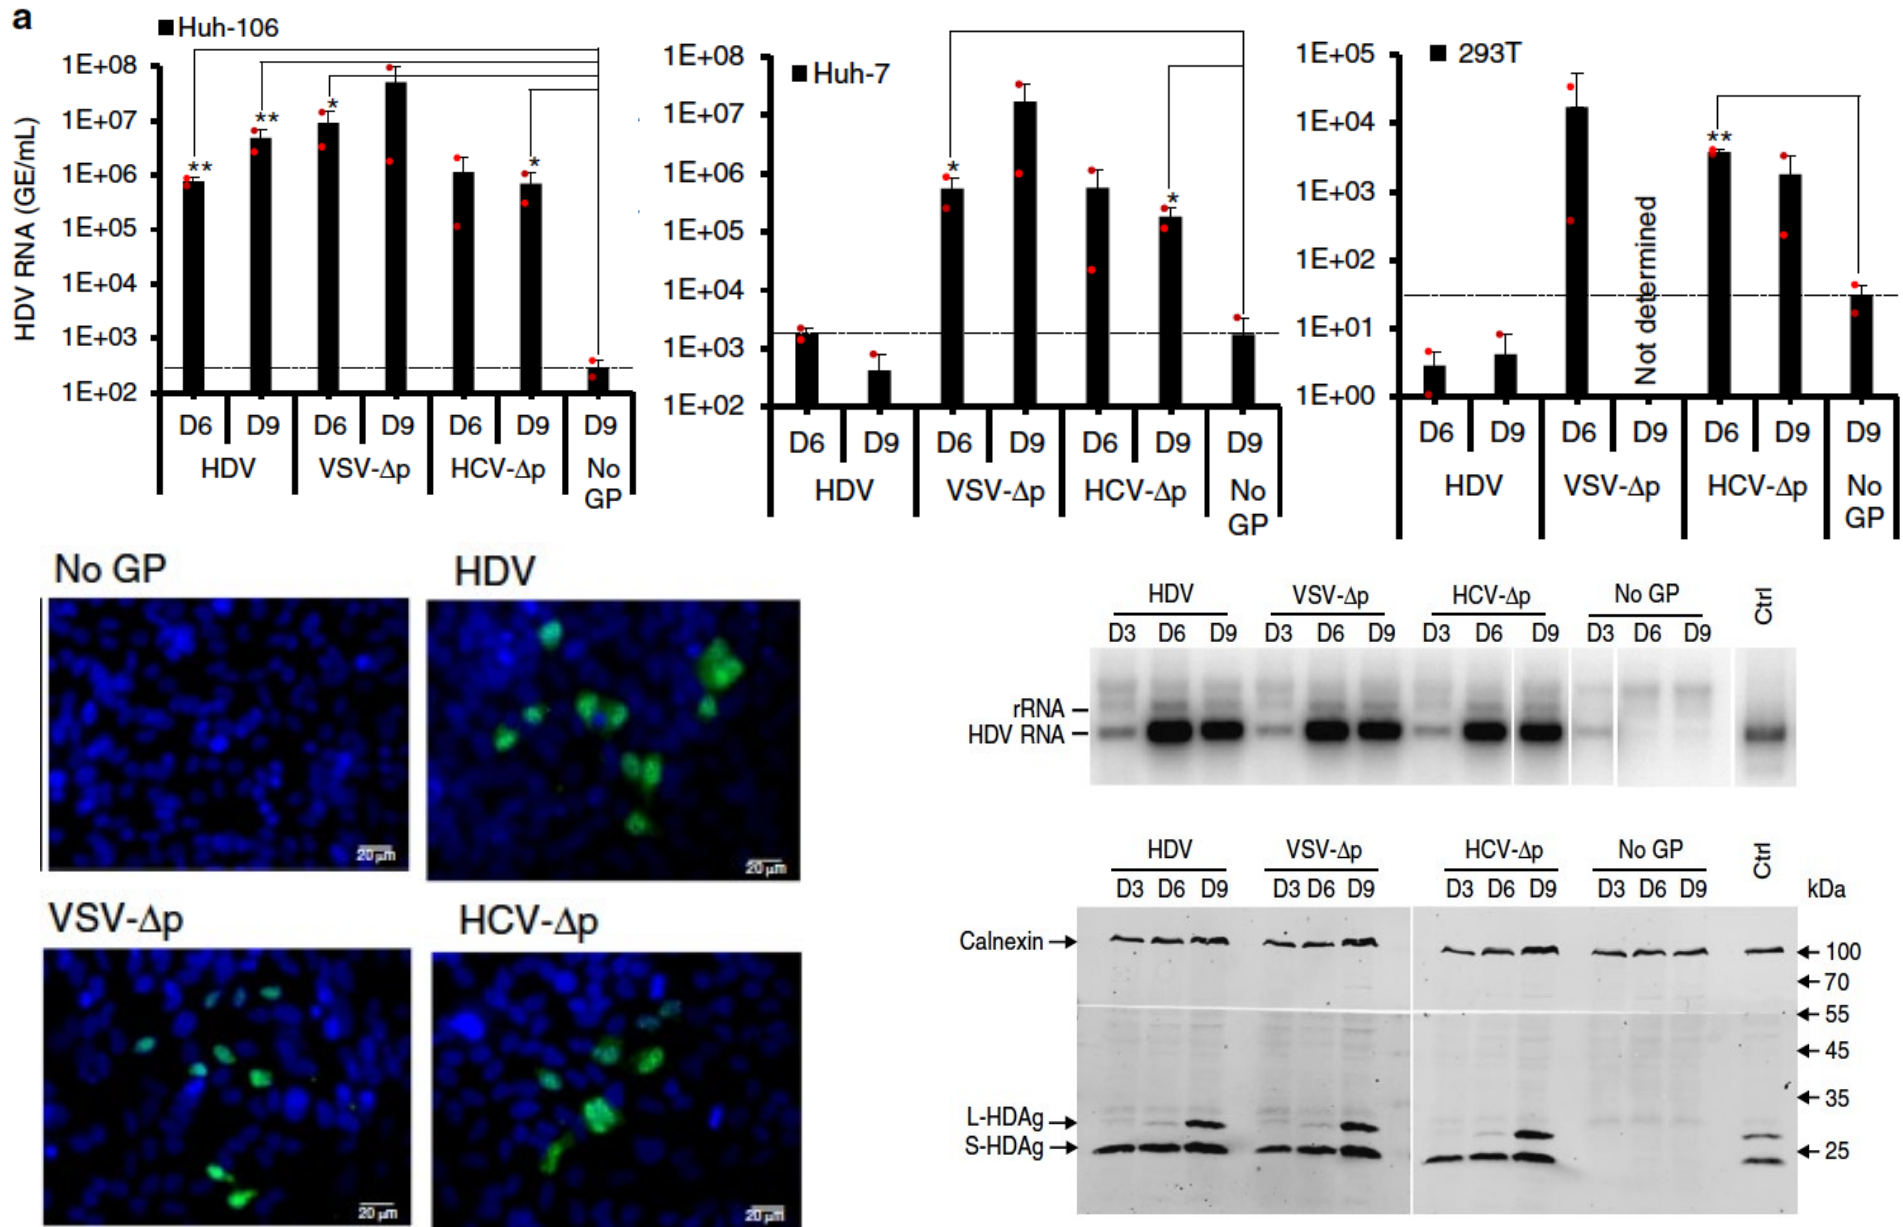 a
Huh-106
HDV RNA (GE/mL)
1E+08
1E+07
1E+06
1E+05
1E+04
1E+03
1E+02
**
**
*
*
D6 D9 D6 D9 D6 D9 D9
HDV VSV-Δp HCV-Δp No GP
Huh-7
1E+08
1E+07
1E+06
1E+05
1E+04
1E+03
1E+02
*
*
D6 D9 D6 D9 D6 D9 D9
HDV VSV-Δp HCV-Δp No GP
293T
1E+05
1E+04
1E+03
1E+02
1E+01
1E+00
Not determined
**
D6 D9 D6 D9 D6 D9 D9
HDV VSV-Δp HCV-Δp No GP
No GP
20 µm
HDV
20 µm
VSV-Δp
20 µm
HCV-Δp
20 µm
HDV VSV-Δp HCV-Δp No GP Ctrl
D3 D6 D9 D3 D6 D9 D3 D6 D9 D3 D6 D9
rRNA
HDV RNA
HDV VSV-Δp HCV-Δp No GP Ctrl
D3 D6 D9 D3 D6 D9 D3 D6 D9 D3 D6 D9 kDa
Calnexin
100
70
55
45
35
L-HDAg
S-HDAg
25